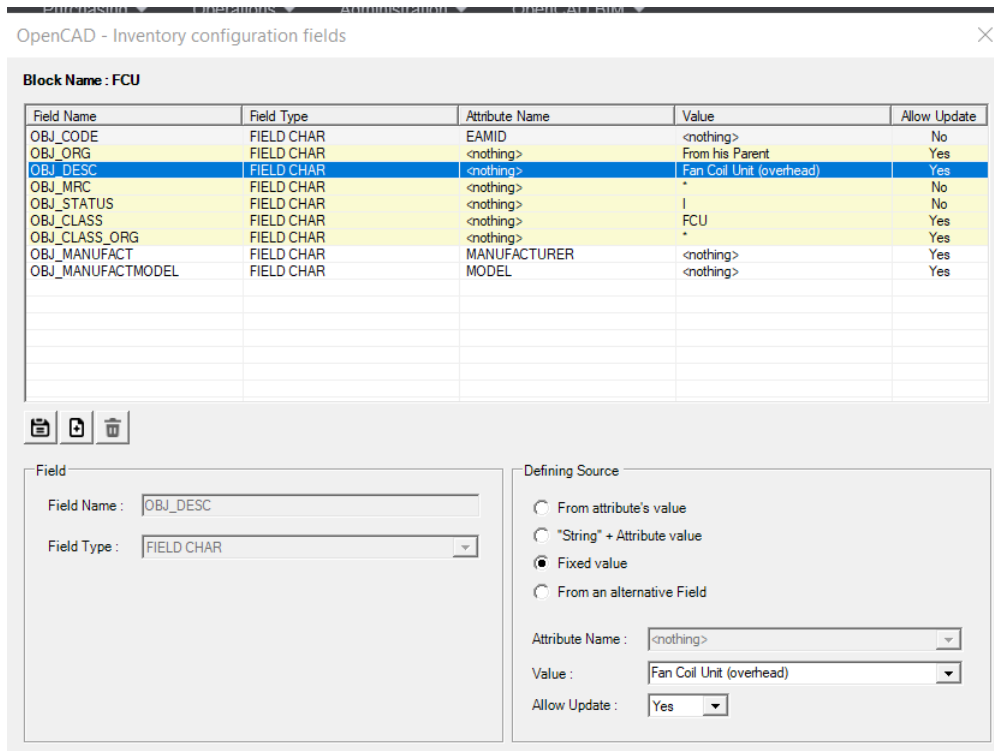 Purchasing Operations Administration OpenCAD BIM
OpenCAD - Inventory configuration fields
Block Name : FCU
Field Name Field Type Attribute Name Value Allow Update
OBJ_CODE FIELD CHAR EAMID <nothing> No
OBJ_ORG FIELD CHAR <nothing> From his Parent Yes
OBJ_DESC FIELD CHAR <nothing> Fan Coil Unit (overhead) Yes
OBJ_MRC FIELD CHAR <nothing> * No
OBJ_STATUS FIELD CHAR <nothing> I No
OBJ_CLASS FIELD CHAR <nothing> FCU Yes
OBJ_CLASS_ORG FIELD CHAR <nothing> * Yes
OBJ_MANUFACT FIELD CHAR MANUFACTURER <nothing> Yes
OBJ_MANUFACTMODEL FIELD CHAR MODEL <nothing> Yes
Field
Field Name : OBJ_DESC
Field Type : FIELD CHAR
Defining Source
From attribute's value
"String" + Attribute value
Fixed value
From an alternative Field
Attribute Name : <nothing>
Value : Fan Coil Unit (overhead)
Allow Update : Yes